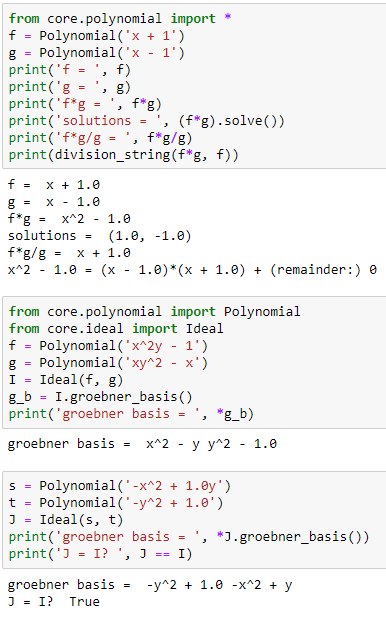 from core.polynomial import *
f = Polynomial('x + 1')
g = Polynomial('x - 1')
print('f = ', f)
print('g = ', g)
print('f*g = ', f*g)
print('solutions = ', (f*g).solve())
print('f*g/g = ', f*g/g)
print(division_string(f*g, f))
f =  x + 1.0
g =  x - 1.0
f*g =  x^2 - 1.0
solutions =  (1.0, -1.0)
f*g/g =  x + 1.0
x^2 - 1.0 = (x - 1.0)*(x + 1.0) + (remainder:) 0
from core.polynomial import Polynomial
from core.ideal import Ideal
f = Polynomial('x^2y - 1')
g = Polynomial('xy^2 - x')
I = Ideal(f, g)
g_b = I.groebner_basis()
print('groebner basis = ', *g_b)
groebner basis =  x^2 - y y^2 - 1.0
s = Polynomial('-x^2 + 1.0y')
t = Polynomial('-y^2 + 1.0')
J = Ideal(s, t)
print('groebner basis = ', *J.groebner_basis())
print('J = I? ', J == I)
groebner basis =  -y^2 + 1.0 -x^2 + y
J = I?  True